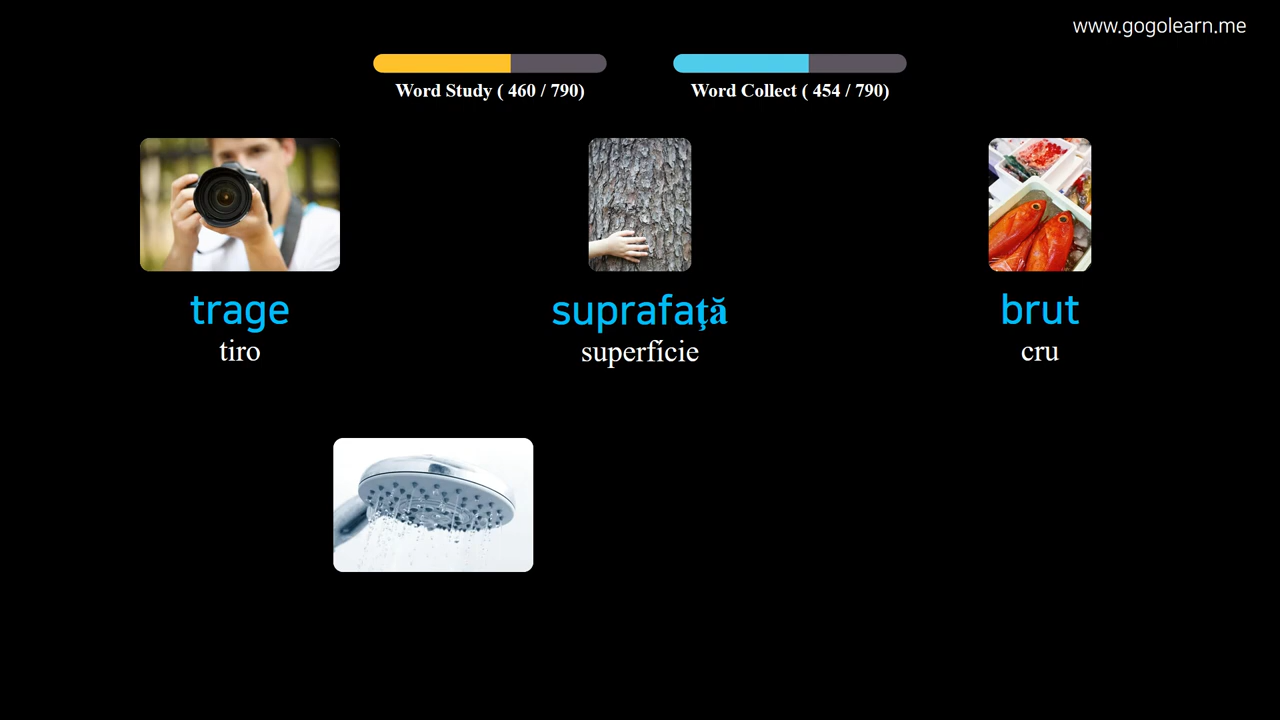 www.gogolearn.me
Word Study ( 460 / 790)
Word Collect ( 454 / 790)
trage
suprafaţă
brut
tiro
superfície
cru